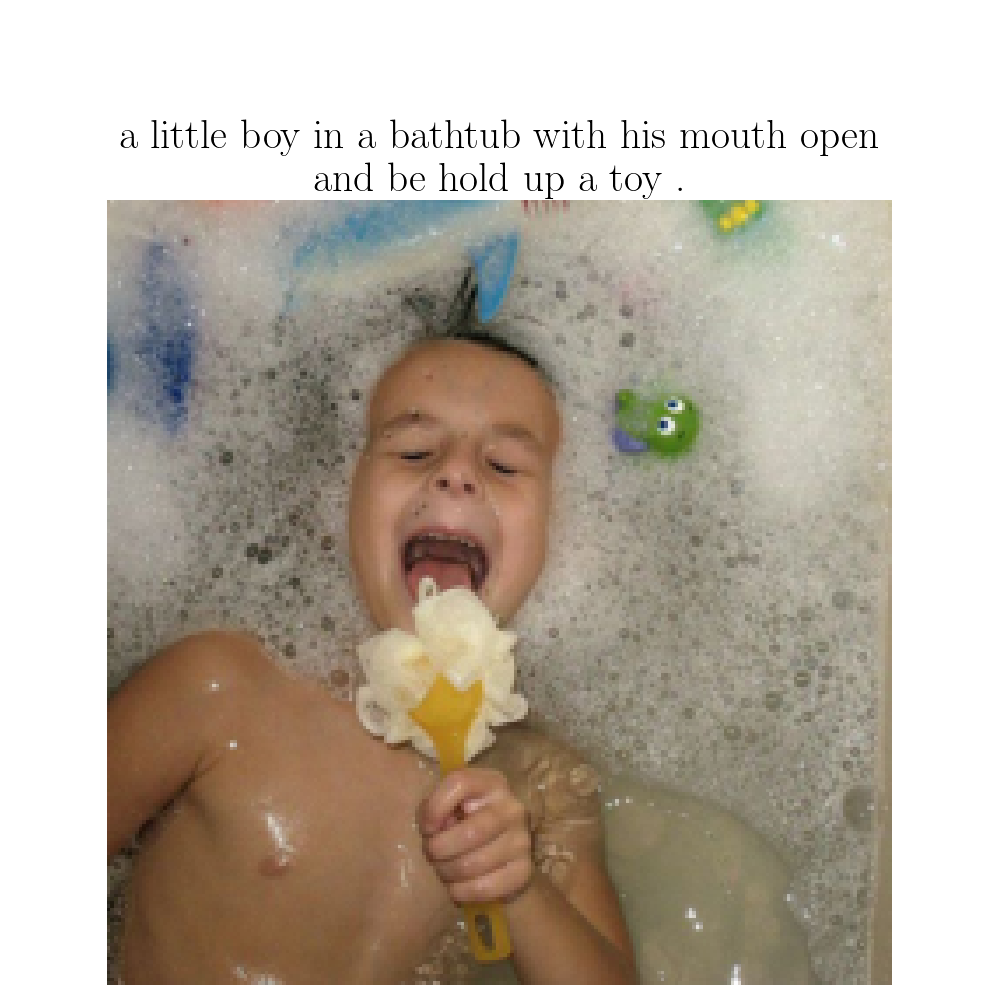 a little boy in a bathtub with his mouth open
and be hold up a toy .